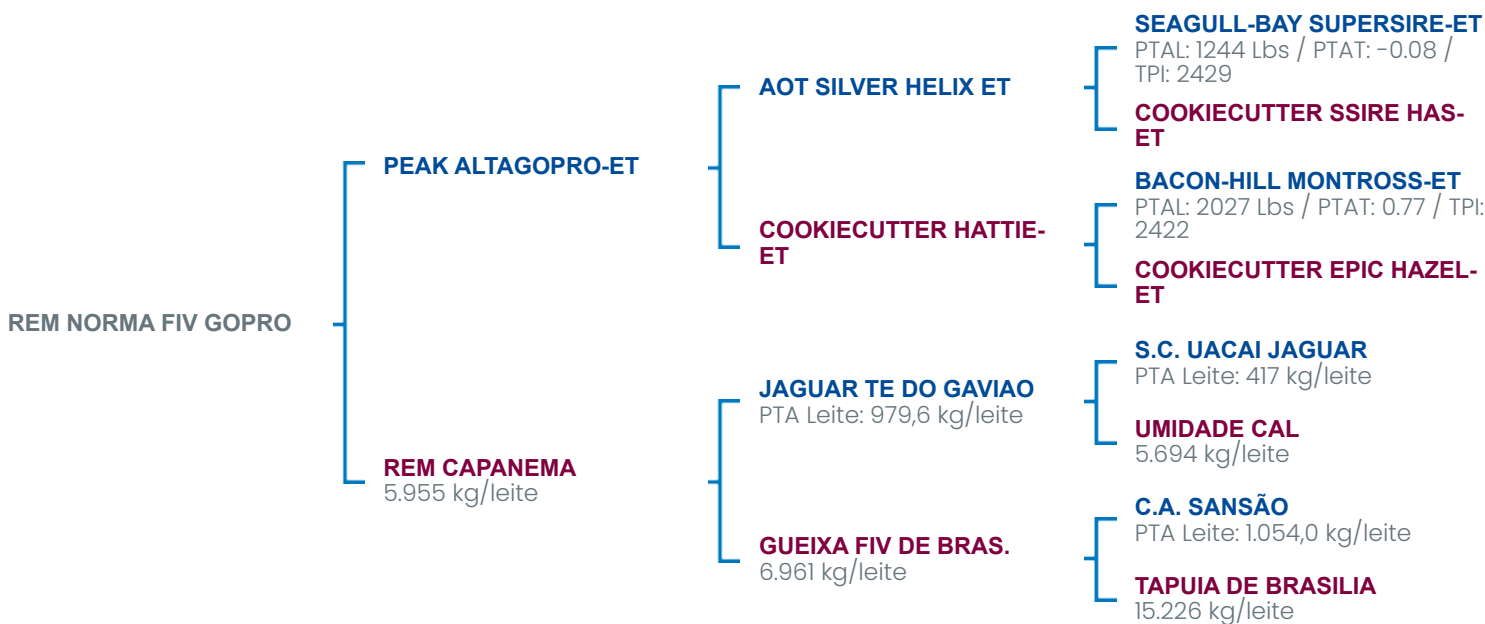 REM NORMA FIV GOPRO
PEAK ALTAGOPRO-ET
AOT SILVER HELIX ET
SEAGULL-BAY SUPERSIRE-ET
PTAL: 1244 Lbs / PTAT: -0.08 /
TPI: 2429
COOKIECUTTER SSIRE HAS-
ET
COOKIECUTTER HATTIE-
ET
BACON-HILL MONTROSS-ET
PTAL: 2027 Lbs / PTAT: 0.77 / TPI:
2422
COOKIECUTTER EPIC HAZEL-
ET
REM CAPANEMA
5.955 kg/leite
JAGUAR TE DO GAVIAO
PTA Leite: 979,6 kg/leite
S.C. UACAI JAGUAR
PTA Leite: 417 kg/leite
UMIDADE CAL
5.694 kg/leite
GUEIXA FIV DE BRAS.
6.961 kg/leite
C.A. SANSÃO
PTA Leite: 1.054,0 kg/leite
TAPUIA DE BRASILIA
15.226 kg/leite